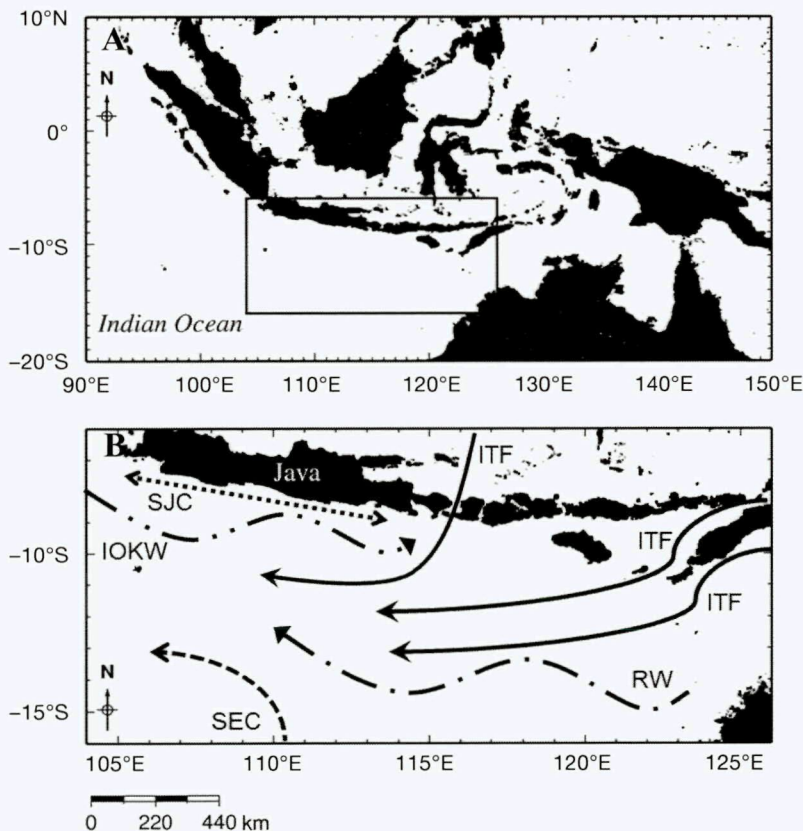 10°N
A
N
5°
0°
-10°S
Indian Ocean
-20°S
90°E 100°E 110°E 120°E 130°E 140°E 150°E
B
ITF
Java
SJC
-10°S
IOKW
ITF
ITF
N
RW
-15°S
SEC
105°E 110°E 115°E 120°E 125°E
0 220 440 km